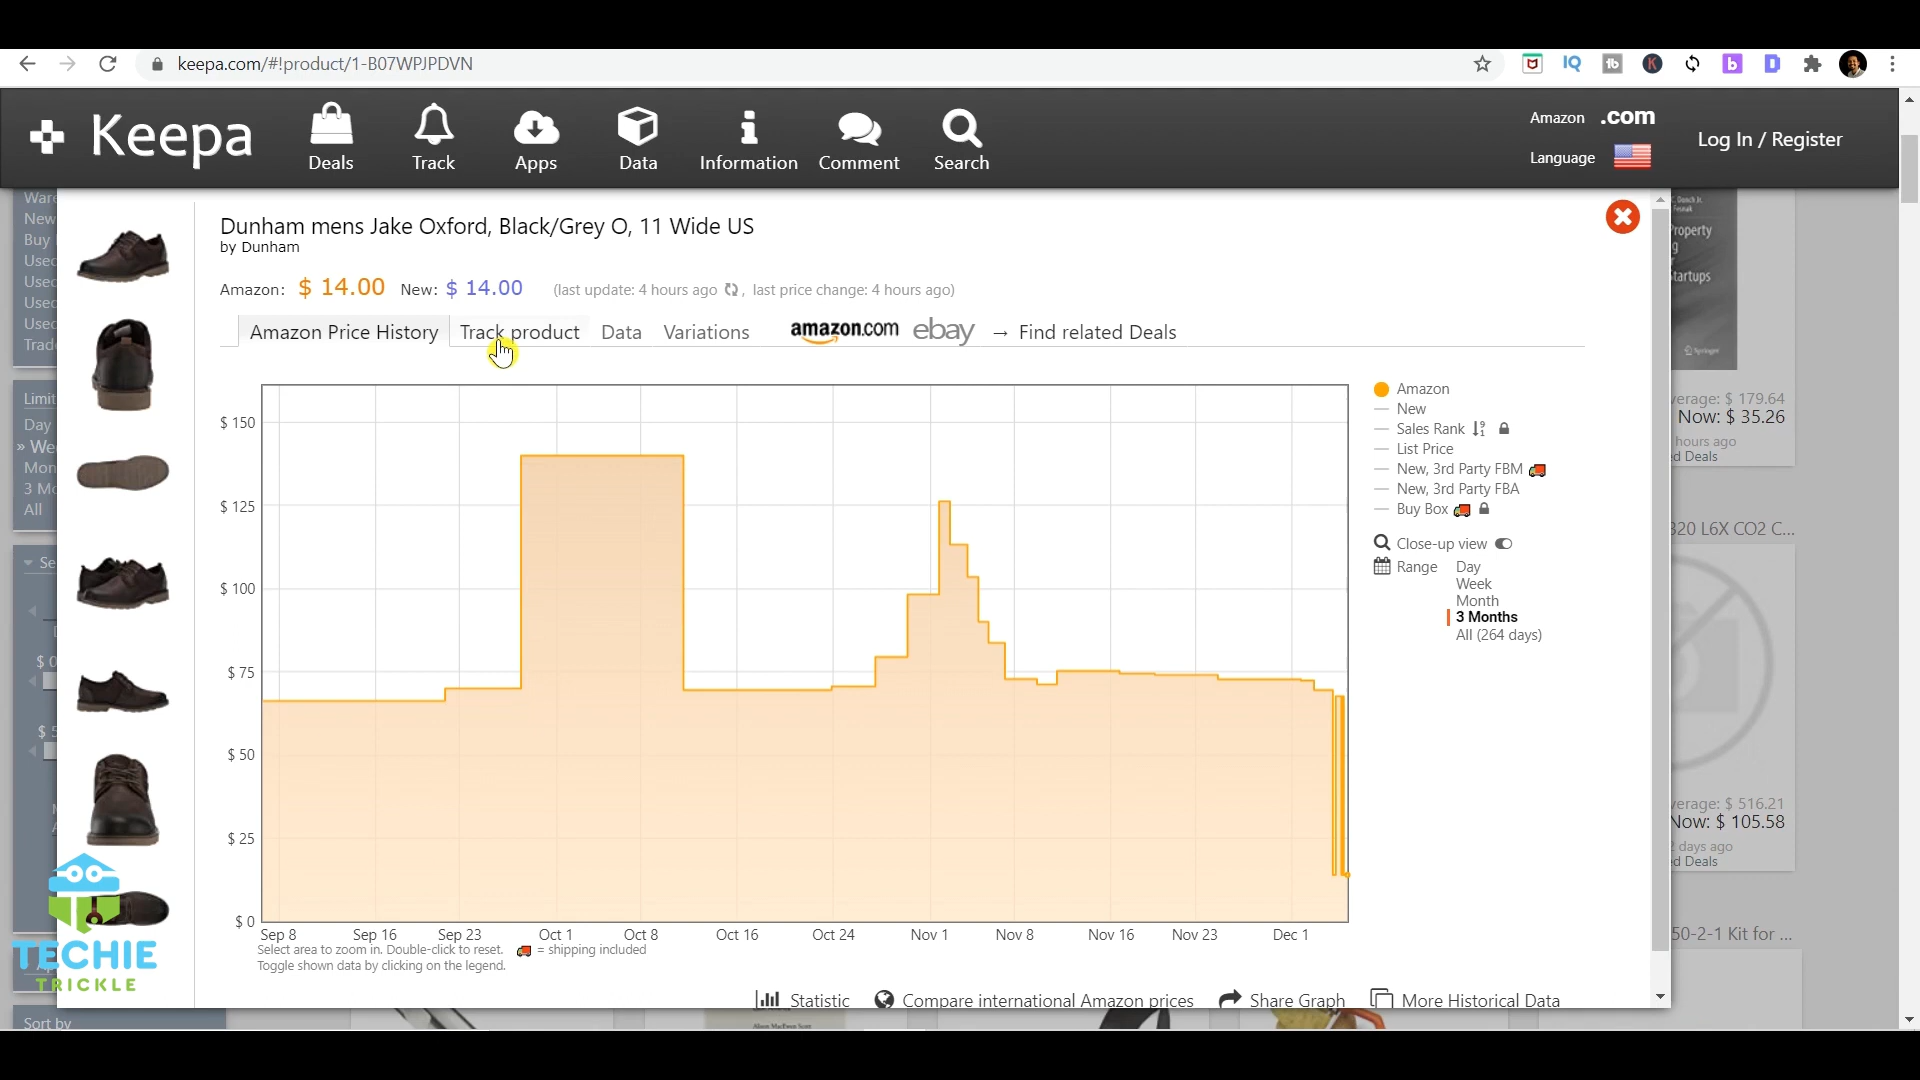 keepa.com/#!product/1-B07WPJPDVN
Keepa
Deals
Track
Apps
Data
Information
Comment
Search
Amazon .com
Language
Log In / Register
New
Buy
Limit
Day
»
3
All
Dunham mens Jake Oxford, Black/Grey O, 11 Wide US
by Dunham
Amazon: $ 14.00 New: $ 14.00 (last update: 4 hours ago , last price change: 4 hours ago)
Amazon Price History Track product Data Variations amazon.com ebay → Find related Deals
$ 150
$ 125
$ 100
$ 75
$ 50
$ 25
$ 0
Sep 8 Sep 16 Sep 23 Oct 1 Oct 8 Oct 16 Oct 24 Nov 1 Nov 8 Nov 16 Nov 23 Dec 1
Select area to zoom in. Double-click to reset. = shipping included
Toggle shown data by clicking on the legend.
Amazon
New
Sales Rank
List Price
New, 3rd Party FBM
New, 3rd Party FBA
Buy Box
Close-up view
Range Day
Week
Month
3 Months
All (264 days)
Statistic Compare international Amazon prices Share Graph More Historical Data
Springer
$ 179.64
Now: $ 35.26
hours ago
Deals
L6X CO2 C...
$ 516.21
Now: $ 105.58
days ago
Deals
50-2-1 Kit for ...
TECHIE
TRICKLE
Sort by